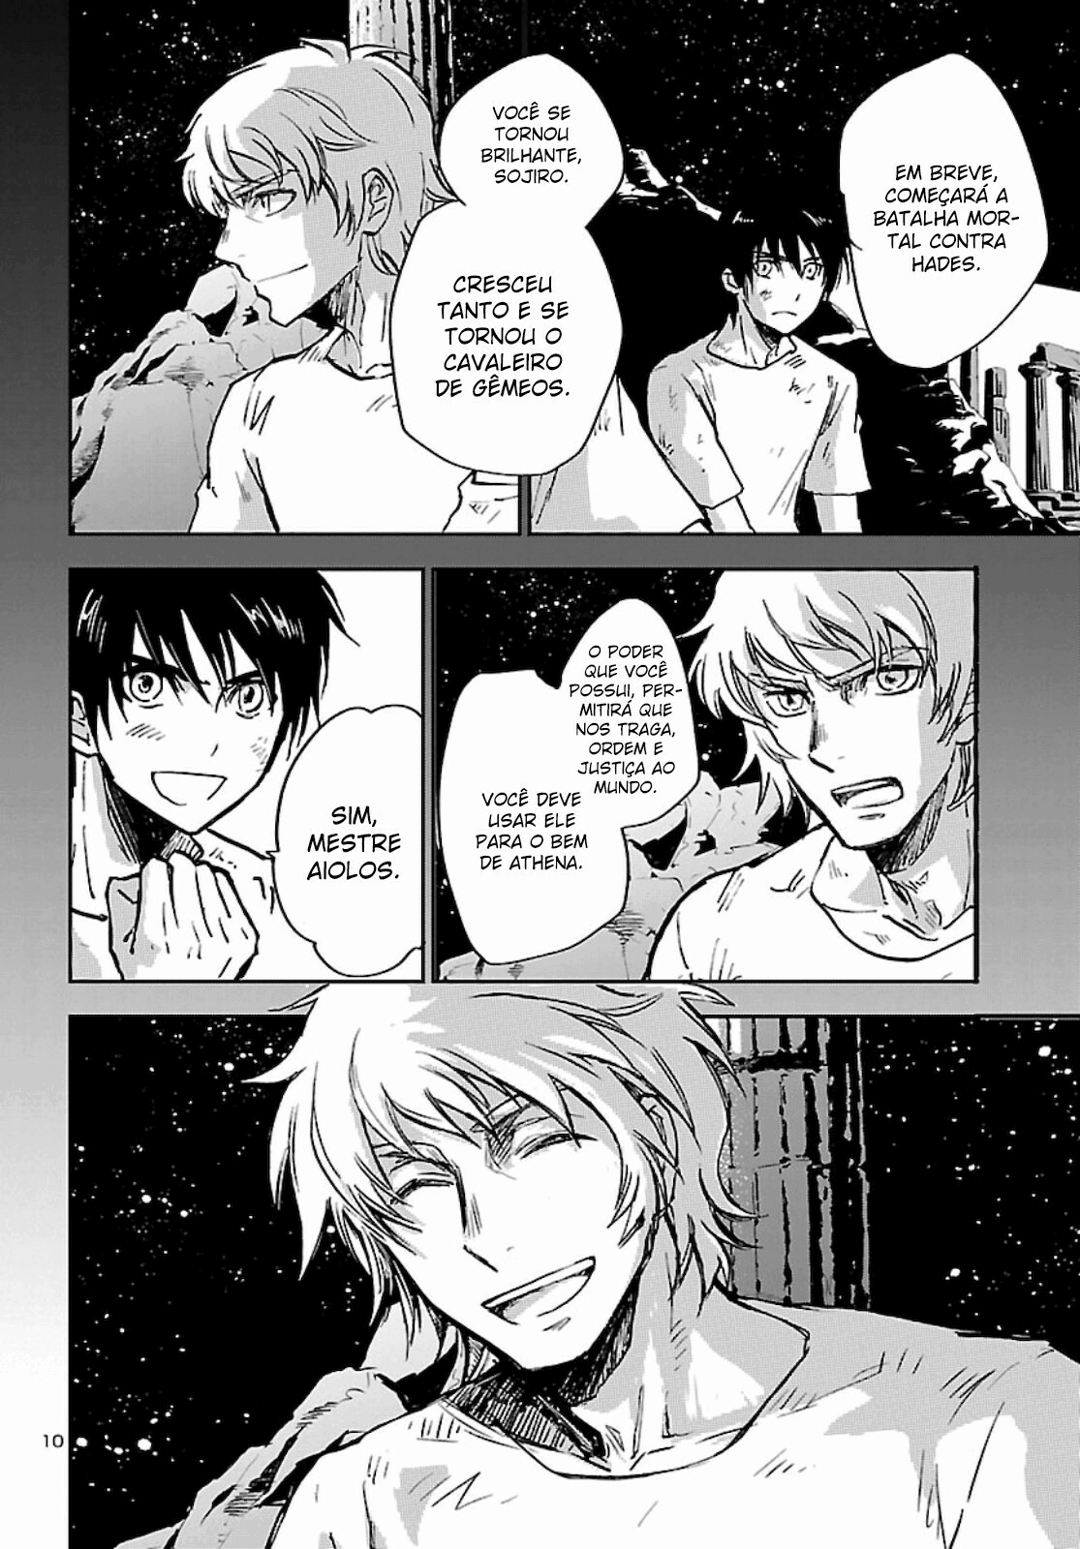 EM BREVE,
COMEÇARÁ A
BATALHA MOR-
TAL CONTRA
HADES.
VOCÊ SE
TORNOU
BRILHANTE,
SOJIRO.
CRESCEU
TANTO E SE
TORNOU O
CAVALEIRO
DE GÊMEOS.
O PODER
QUE VOCÊ
POSSUI, PER-
MITIRÁ QUE
NOS TRAGA,
ORDEM E
JUSTIÇA AO
MUNDO.
VOCÊ DEVE
USAR ELE
PARA O BEM
DE ATHENA.
SIM,
MESTRE
AIOLOS.
10